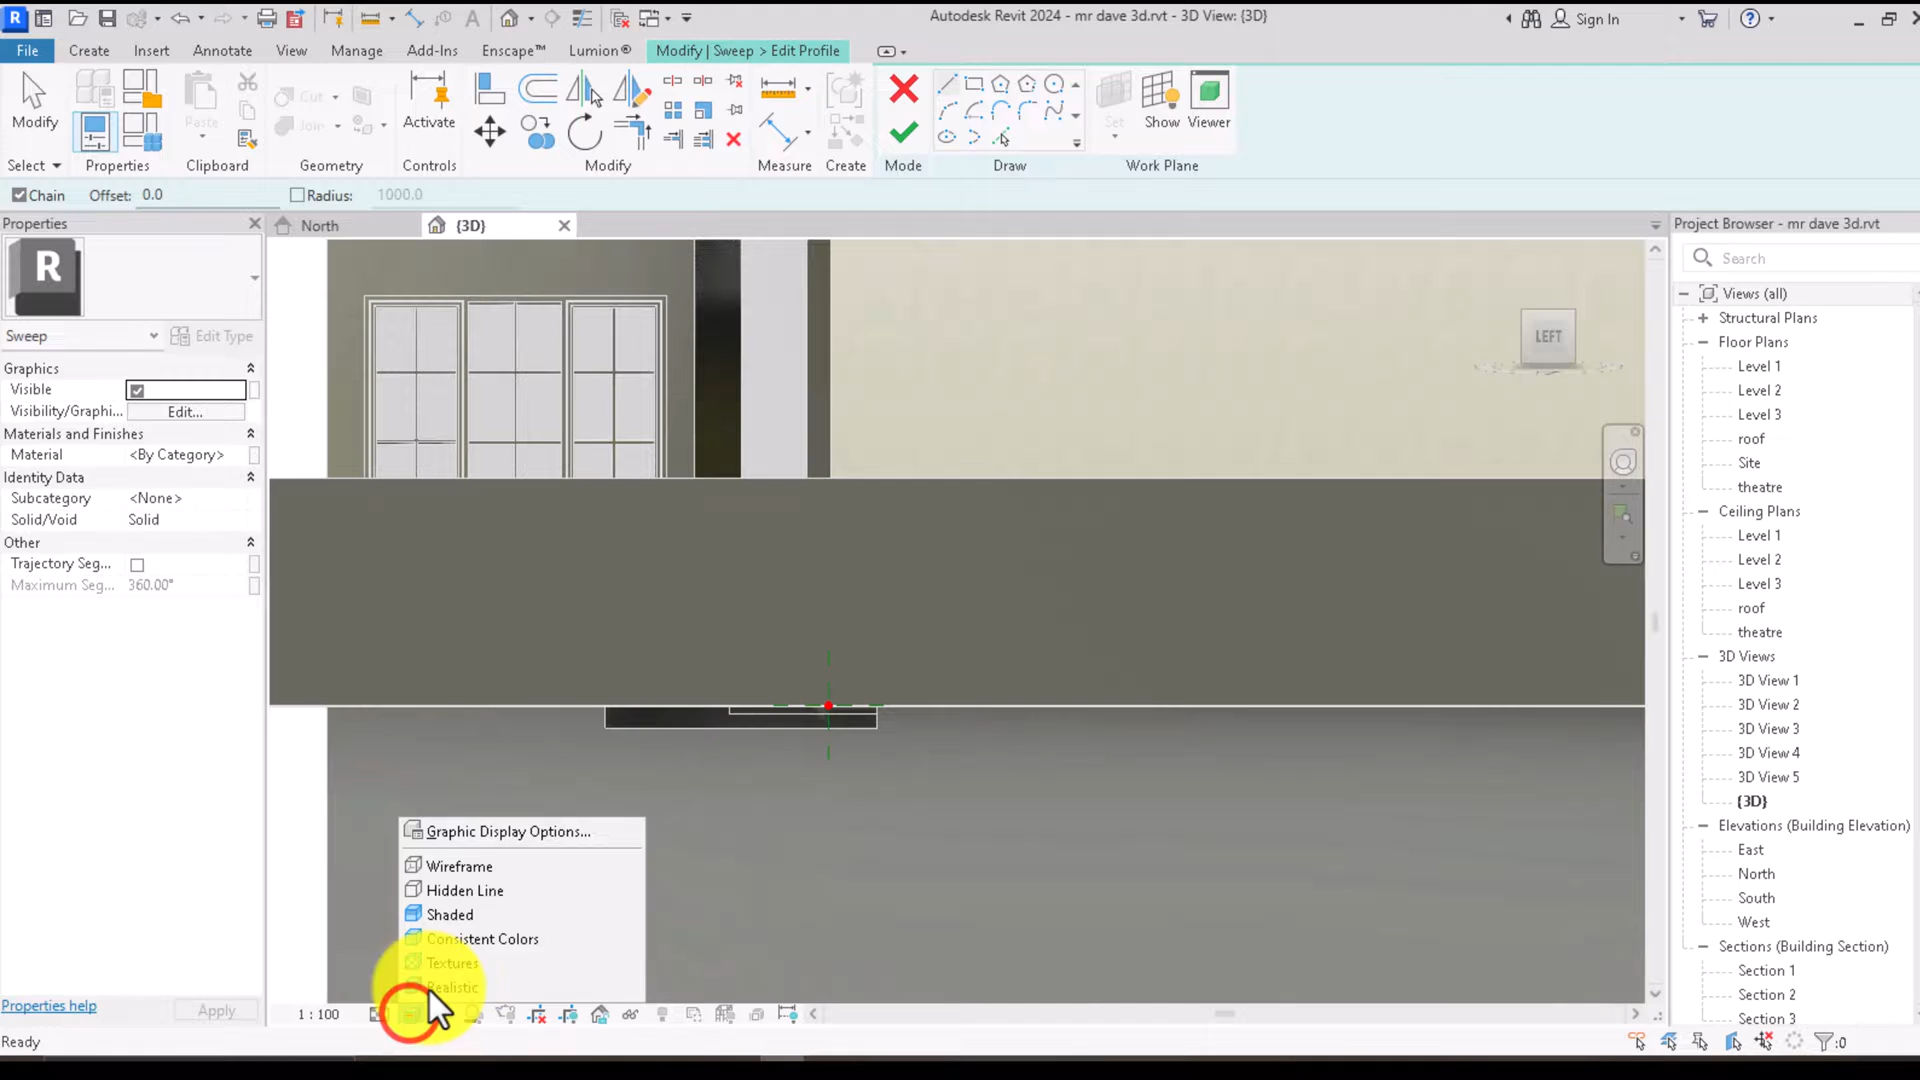 R
Autodesk Revit 2024 - mr dave 3d.rvt - 3D View: {3D}
Sign In
File Create Insert Annotate View Manage Add-Ins Enscape™ Lumion® Modify | Sweep > Edit Profile
Modify
Cut
Join
Paste
Activate
Set Show Viewer
Select Properties Clipboard Geometry Controls Modify Measure Create Mode Draw Work Plane
Chain Offset: 0.0 Radius: 1000.0
Properties
North
{3D}
Project Browser - mr dave 3d.rvt
R
Search
Sweep Edit Type
Graphics
Visible
Visibility/Graphi... Edit...
Materials and Finishes
Material <By Category>
Identity Data
Subcategory <None>
Solid/Void Solid
Other
Trajectory Seg...
Maximum Seg... 360.00°
LEFT
Views (all)
Structural Plans
Floor Plans
Level 1
Level 2
Level 3
roof
Site
theatre
Ceiling Plans
Level 1
Level 2
Level 3
roof
theatre
3D Views
3D View 1
3D View 2
3D View 3
3D View 4
3D View 5
{3D}
Elevations (Building Elevation)
East
North
South
West
Sections (Building Section)
Section 1
Section 2
Section 3
Graphic Display Options...
Wireframe
Hidden Line
Shaded
Consistent Colors
Textures
Realistic
Properties help Apply
1 : 100
Ready
:0